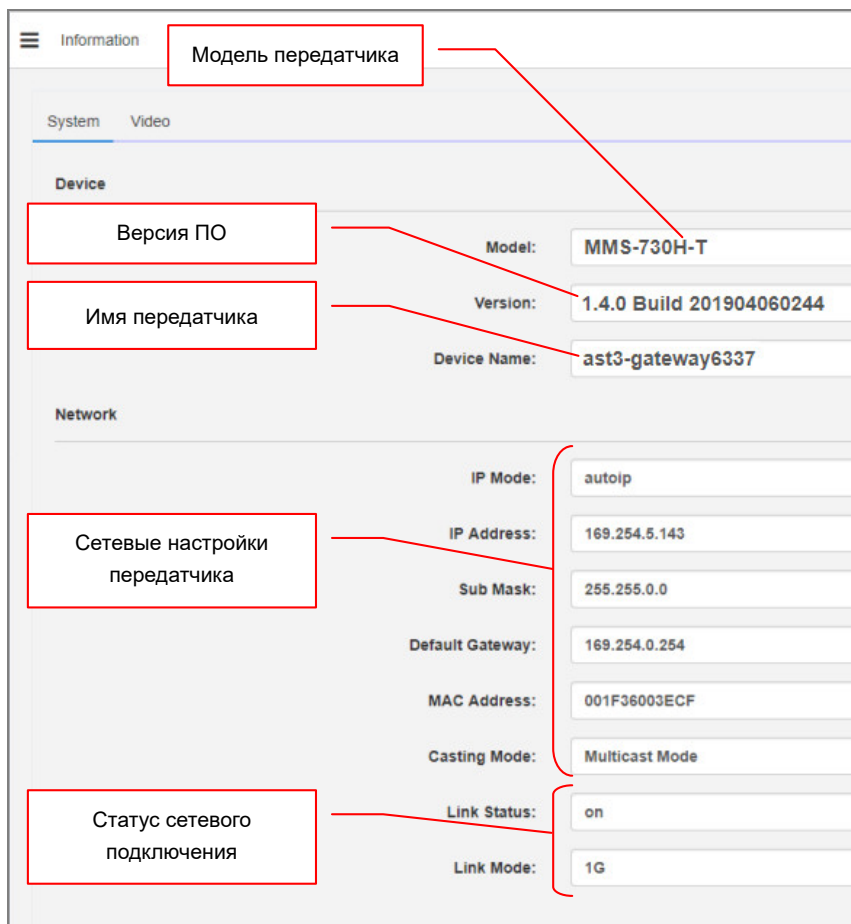 Information
Модель передатчика
System Video
Device
Версия ПО
Model: MMS-730H-T
Version: 1.4.0 Build 201904060244
Имя передатчика
Device Name: ast3-gateway6337
Network
IP Mode: autoip
Сетевые настройки
передатчика
IP Address: 169.254.5.143
Sub Mask: 255.255.0.0
Default Gateway: 169.254.0.254
MAC Address: 001F36003ECF
Casting Mode: Multicast Mode
Статус сетевого
подключения
Link Status: on
Link Mode: 1G